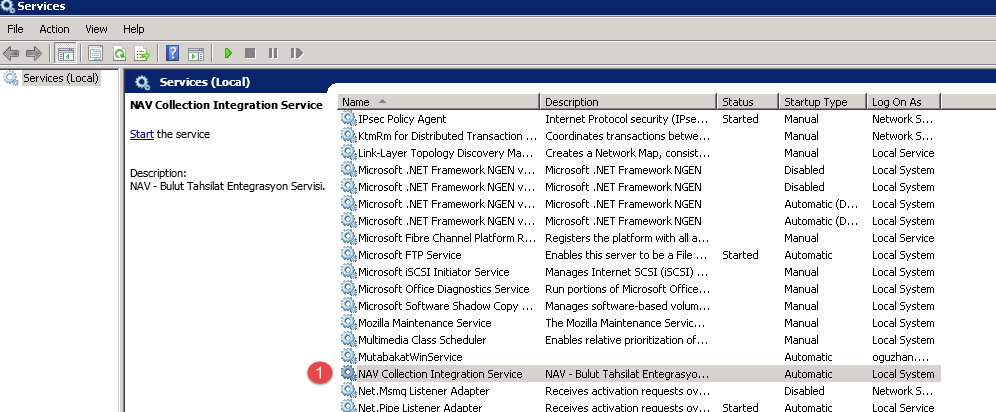 Services
File Action View Help
Services (Local)
Services (Local)
NAV Collection Integration Service
Start the service
Description:
NAV - Bulut Tahsilat Entegrasyon Servisi.
Name Description Status Startup Type Log On As
IPsec Policy Agent Internet Protocol security (IPse... Started Manual Network S...
KtmRm for Distributed Transaction ... Coordinates transactions betwe... Manual Network S...
Link-Layer Topology Discovery Ma... Creates a Network Map, consist... Manual Local Service
Microsoft .NET Framework NGEN v... Microsoft .NET Framework NGEN Disabled Local System
Microsoft .NET Framework NGEN v... Microsoft .NET Framework NGEN Disabled Local System
Microsoft .NET Framework NGEN v... Microsoft .NET Framework NGEN Automatic (D... Local System
Microsoft .NET Framework NGEN v... Microsoft .NET Framework NGEN Automatic (D... Local System
Microsoft Fibre Channel Platform R... Registers the platform with all a... Manual Local Service
Microsoft FTP Service Enables this server to be a File ... Started Automatic Local System
Microsoft iSCSI Initiator Service Manages Internet SCSI (iSCSI) ... Manual Local System
Microsoft Office Diagnostics Service Run portions of Microsoft Office... Manual Local System
Microsoft Software Shadow Copy ... Manages software-based volum... Manual Local System
Mozilla Maintenance Service The Mozilla Maintenance Servic... Manual Local System
Multimedia Class Scheduler Enables relative prioritization of... Manual Local System
MutabakatWinService Automatic oguzhan....
1 NAV Collection Integration Service NAV - Bulut Tahsilat Entegrasyo... Automatic Local System
Net.Msmq Listener Adapter Receives activation requests ov... Disabled Network S...
Net.Pipe Listener Adapter Receives activation requests ov... Started Automatic Local Service